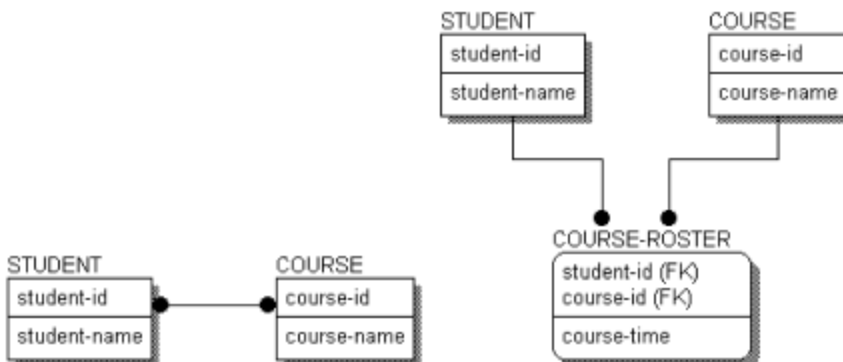 STUDENT
student-id
student-name
COURSE
course-id
course-name
COURSE-ROSTER
student-id (FK)
course-id (FK)
course-time
STUDENT
student-id
student-name
COURSE
course-id
course-name